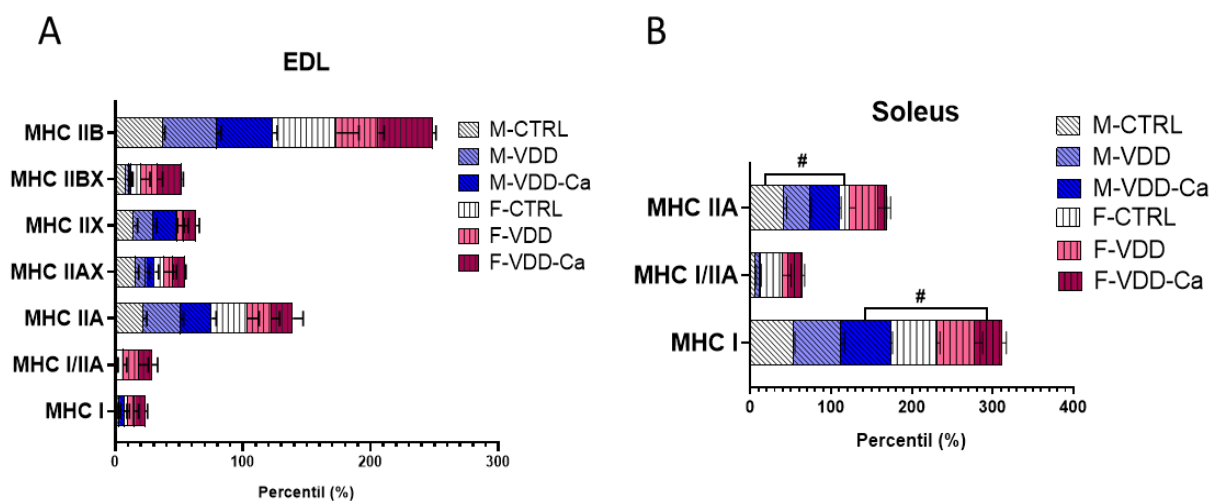 A
EDL
MHC IIB
MHC IIBX
MHC IIX
MHC IIAX
MHC IIA
MHC I/IIA
MHC I
0 100 200 300
Percentil (%)
M-CTRL
M-VDD
M-VDD-Ca
F-CTRL
F-VDD
F-VDD-Ca
B
Soleus
#
MHC IIA
MHC I/IIA
#
MHC I
0 100 200 300 400
Percentil (%)
M-CTRL
M-VDD
M-VDD-Ca
F-CTRL
F-VDD
F-VDD-Ca